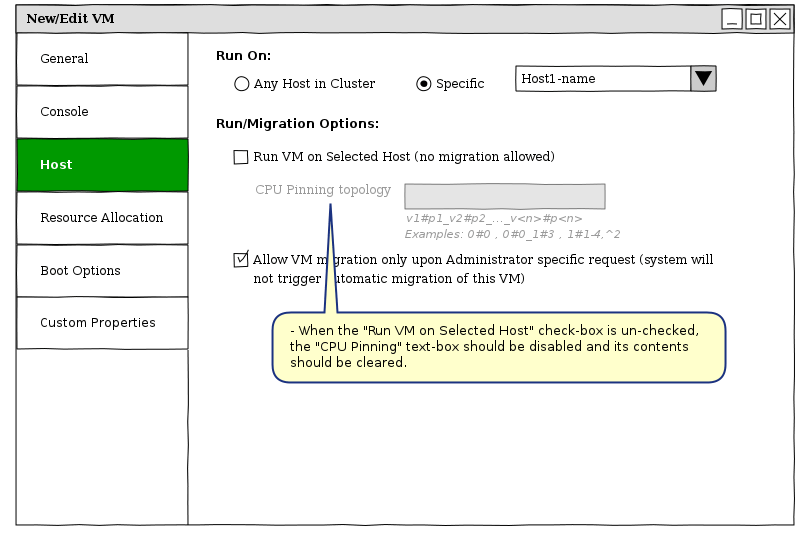 New/Edit VM
General
Console
Host
Resource Allocation
Boot Options
Custom Properties
Run On:
Any Host in Cluster
Specific
Host1-name
Run/Migration Options:
Run VM on Selected Host (no migration allowed)
CPU Pinning topology
v1#p1_v2#p2_..._v<n>#p<n>
Examples: 0#0 , 0#0_1#3 , 1#1-4,^2
Allow VM migration only upon Administrator specific request (system will
not trigger automatic migration of this VM)
- When the "Run VM on Selected Host" check-box is un-checked,
the "CPU Pinning" text-box should be disabled and its contents
should be cleared.